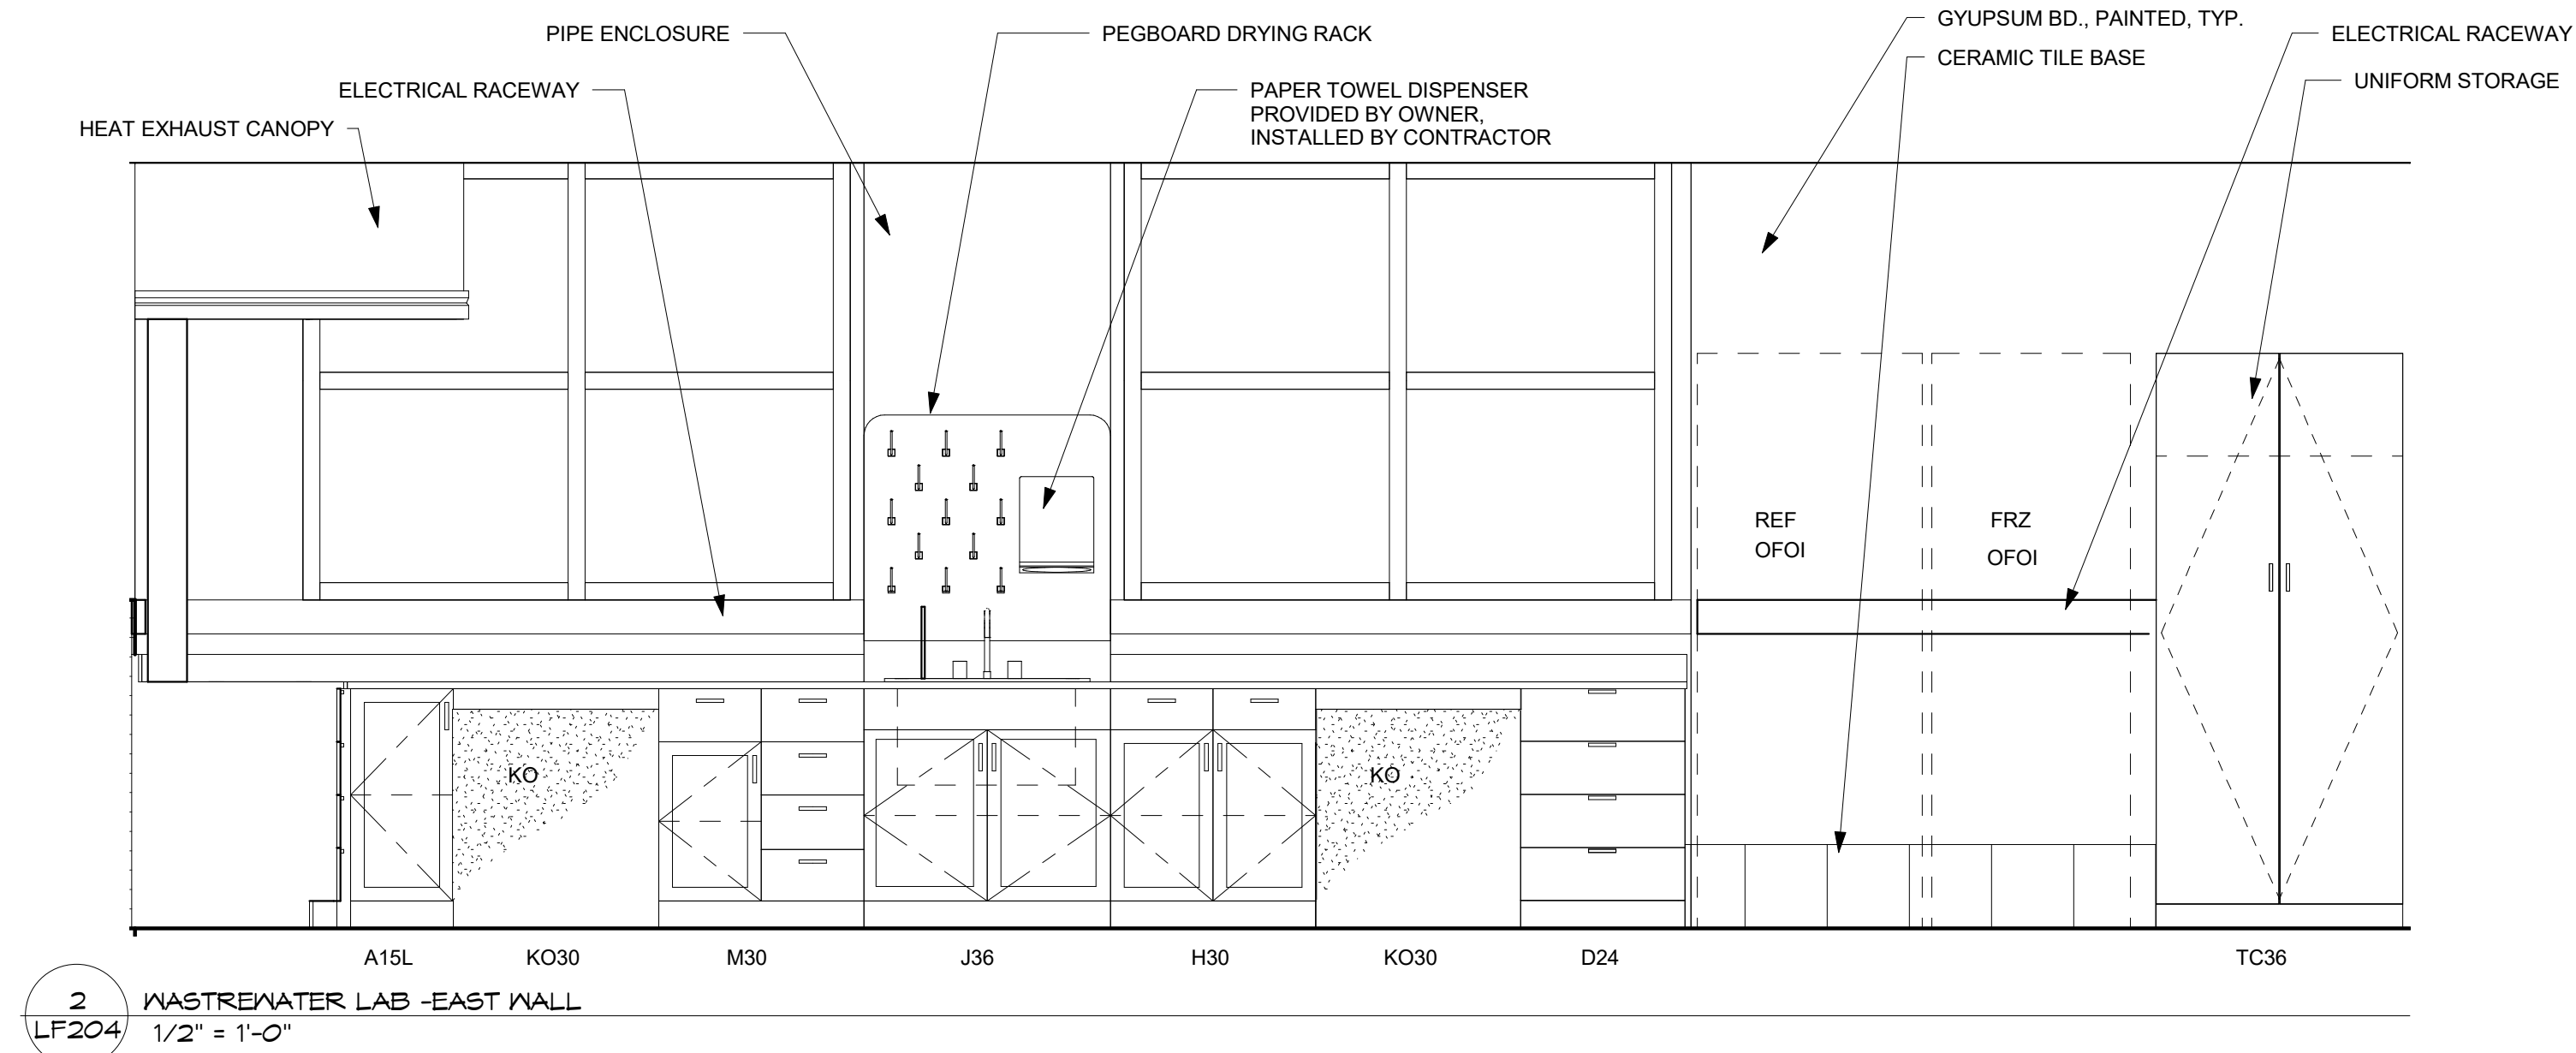 GYUPSUM BD., PAINTED, TYP.
PIPE ENCLOSURE
PEGBOARD DRYING RACK
ELECTRICAL RACEWAY
CERAMIC TILE BASE
UNIFORM STORAGE
ELECTRICAL RACEWAY
PAPER TOWEL DISPENSER
PROVIDED BY OWNER,
INSTALLED BY CONTRACTOR
HEAT EXHAUST CANOPY
REF
OFOI
FRZ
OFOI
KO
KO
A15L
KO30
M30
J36
H30
KO30
D24
TC36
2
LF204
WASTREWATER LAB -EAST WALL
1/2" = 1'-0"